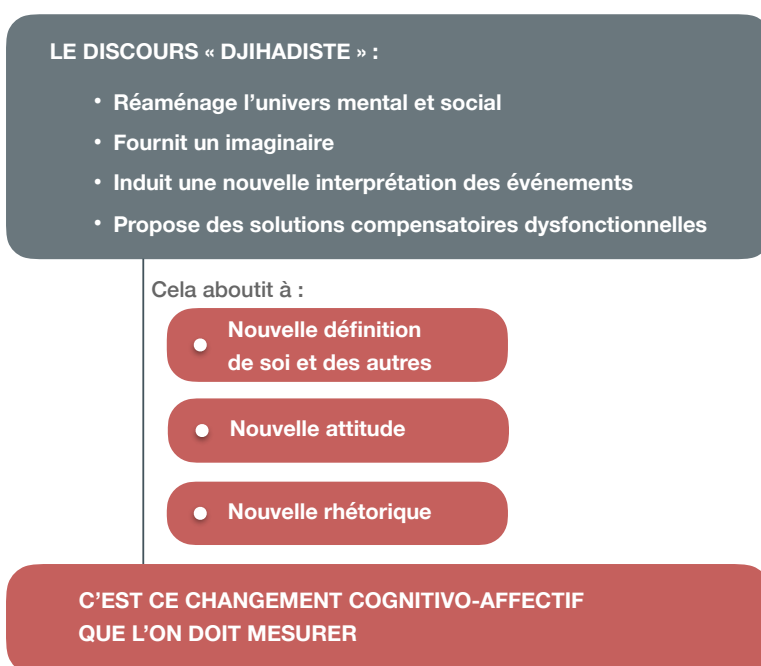 LE DISCOURS « DJIHADISTE » :
• Réaménage l’univers mental et social
• Fournit un imaginaire
• Induit une nouvelle interprétation des événements
• Propose des solutions compensatoires dysfonctionnelles
Cela aboutit à :
Nouvelle définition
de soi et des autres
Nouvelle attitude
Nouvelle rhétorique
C’EST CE CHANGEMENT COGNITIVO-AFFECTIF
QUE L’ON DOIT MESURER